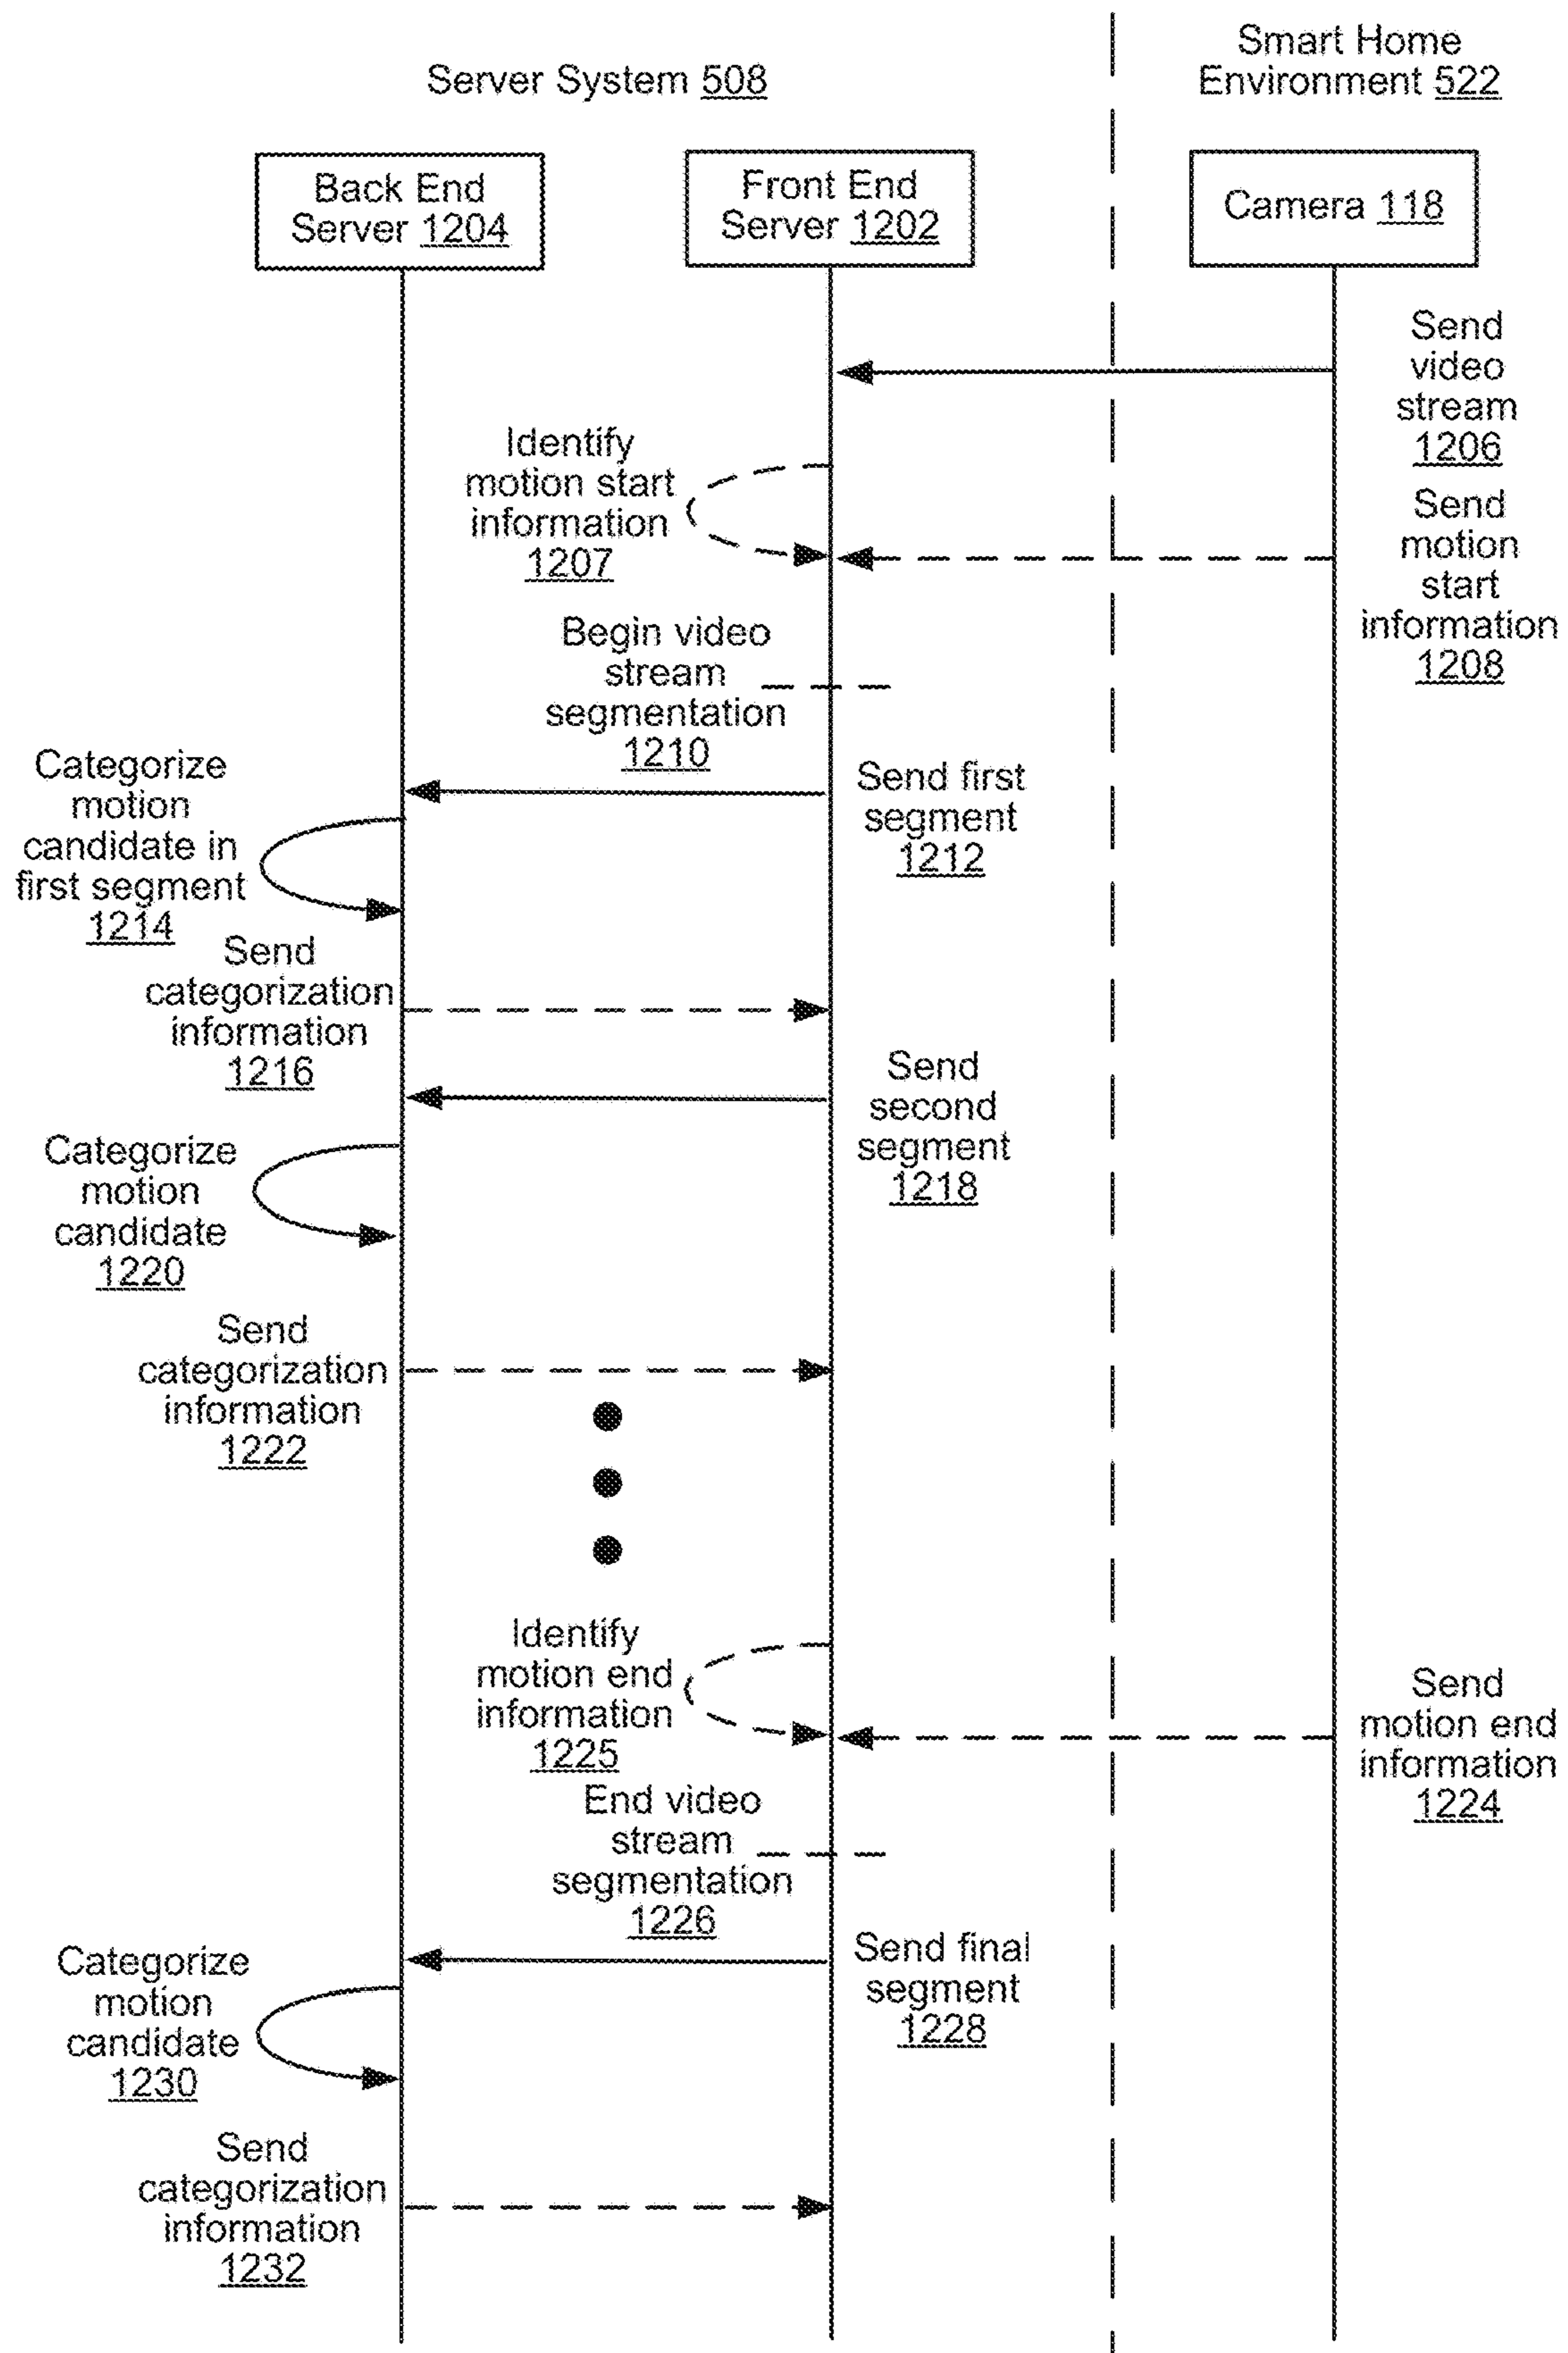 Server System 508
Smart Home
Environment 522
Back End
Server 1204
Front End
Server 1202
Camera 118
Send
video
stream
1206
Identify
motion start
information
1207
Send
motion
start
information
1208
Begin video
stream
segmentation
1210
Categorize
motion
candidate in
first segment
1214
Send first
segment
1212
Send
categorization
information
1216
Send
second
segment
1218
Categorize
motion
candidate
1220
Send
categorization
information
1222
Identify
motion end
information
1225
Send
motion end
information
1224
End video
stream
segmentation
1226
Send final
segment
1228
Categorize
motion
candidate
1230
Send
categorization
information
1232